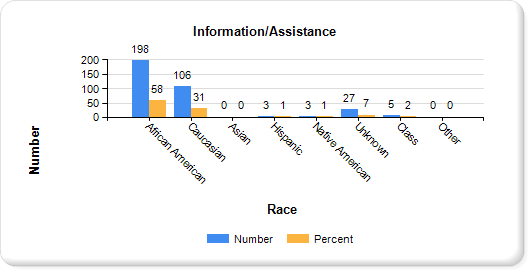 Information/Assistance
Number
200
150
100
50
0
198 58 106 31 0 0 3 1 3 1 27 7 5 2 0 0
African American
Caucasian
Asian
Hispanic
Native American
Unknown
Class
Other
Race
Number Percent